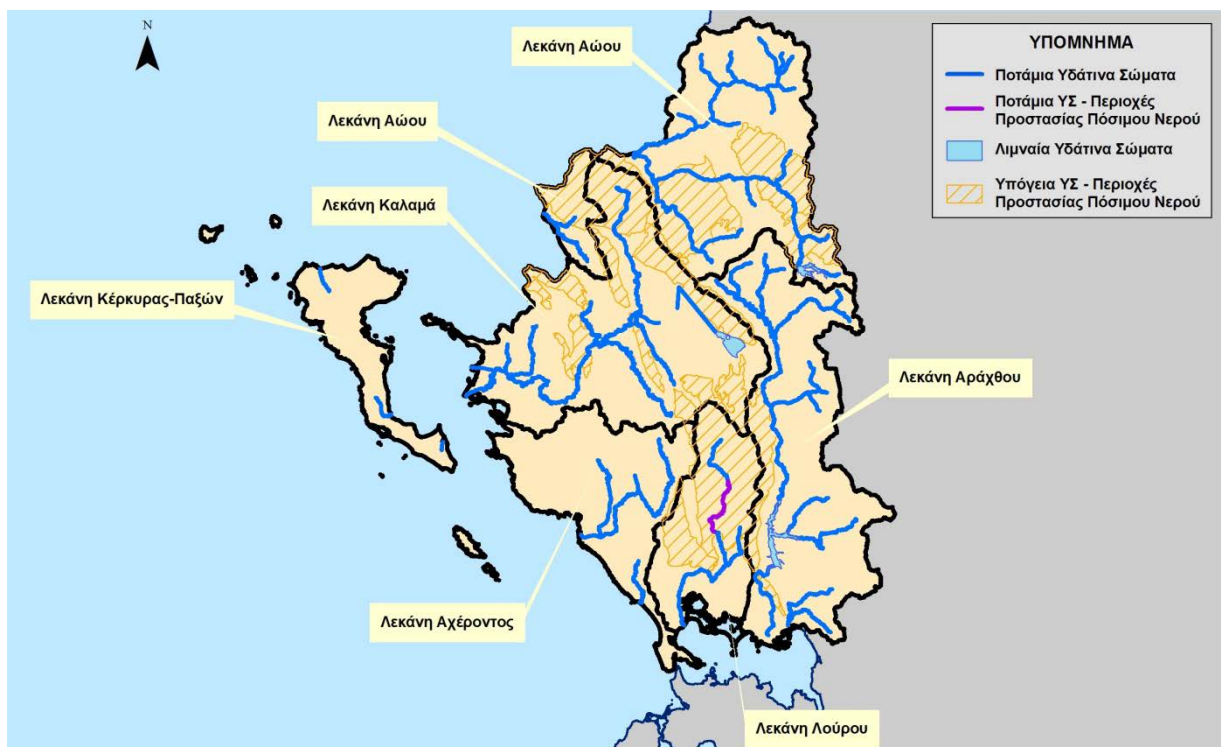 N
Λεκάνη Αώου
Λεκάνη Αώου
Λεκάνη Καλαμά
Λεκάνη Κέρκυρας-Παξών
Λεκάνη Αράχθου
Λεκάνη Αχέροντος
Λεκάνη Λούρου
ΥΠΟΜΝΗΜΑ
Ποτάμια Υδάτινα Σώματα
Ποτάμια ΥΣ - Περιοχές
Προστασίας Πόσιμου Νερού
Λιμναία Υδάτινα Σώματα
Υπόγεια ΥΣ - Περιοχές
Προστασίας Πόσιμου Νερού